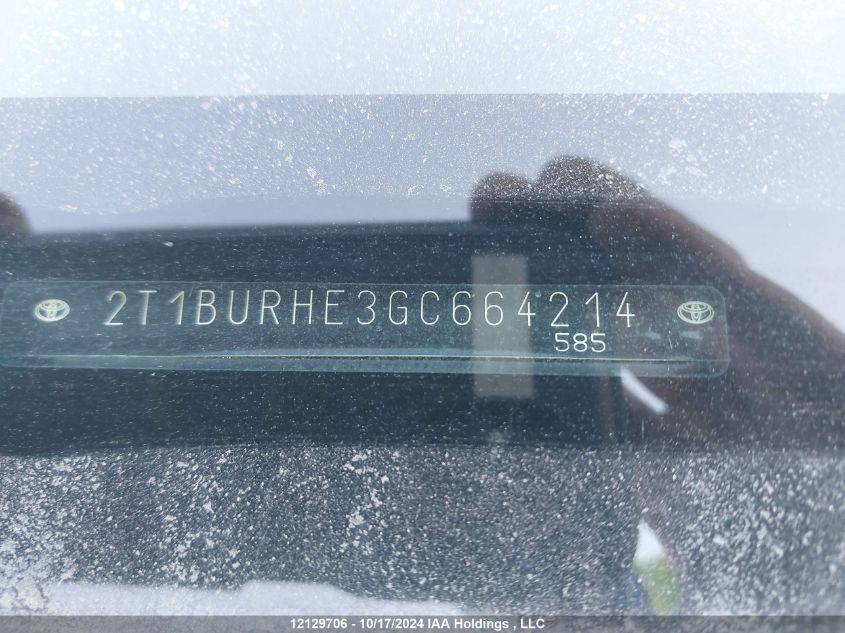 2T1BURHE3GC664214
585
12129706 - 10/17/2024 IAA Holdings , LLC